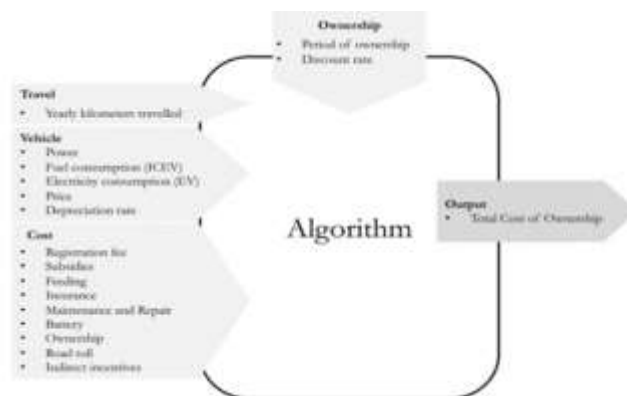 Ownership
• Period of ownership
• Discount rate
Travel
• Yearly kilometers travelled
Vehicle
• Power
• Fuel consumption (ICEV)
• Electricity consumption (EV)
• Price
• Depreciation rate
Cost
• Registration fee
• Subsidies
• Feeding
• Insurance
• Maintenance and Repair
• Battery
• Ownership
• Road toll
• Indirect incentives
Algorithm
Output
• Total Cost of Ownership